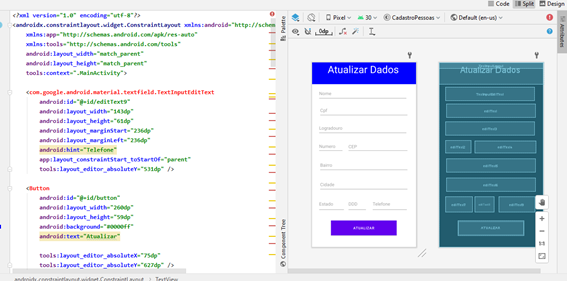 Code Split Design
<?xml version="1.0" encoding="utf-8"?>
<androidx.constraintlayout.widget.ConstraintLayout xmlns:android="http://schemas
xmlns:app="http://schemas.android.com/apk/res-auto"
xmlns:tools="http://schemas.android.com/tools"
android:layout_width="match_parent"
android:layout_height="match_parent"
tools:context=".MainActivity">
<com.google.android.material.textfield.TextInputEditText
android:id="@+id/editText9"
android:layout_width="143dp"
android:layout_height="61dp"
android:layout_marginStart="236dp"
android:layout_marginLeft="236dp"
android:hint="Telefone"
app:layout_constraintStart_toStartOf="parent"
tools:layout_editor_absoluteY="531dp" />
<Button
android:id="@+id/button"
android:layout_width="260dp"
android:layout_height="59dp"
android:background="#0000ff"
android:text="Atualizar"
tools:layout_editor_absoluteX="75dp"
tools:layout_editor_absoluteY="627dp" />
androidx.constraintlayout.widget.ConstraintLayout TextView
Palette
Component Tree
Pixel 30 CadastroPessoas Default (en-us)
0dp
Attributes
Atualizar Dados
Nome
Cpf
Logradouro
Numero CEP
Bairro
Cidade
Estado DDD Telefone
ATUALIZAR
Atualizar Dados
ATUALIZAR
1:1